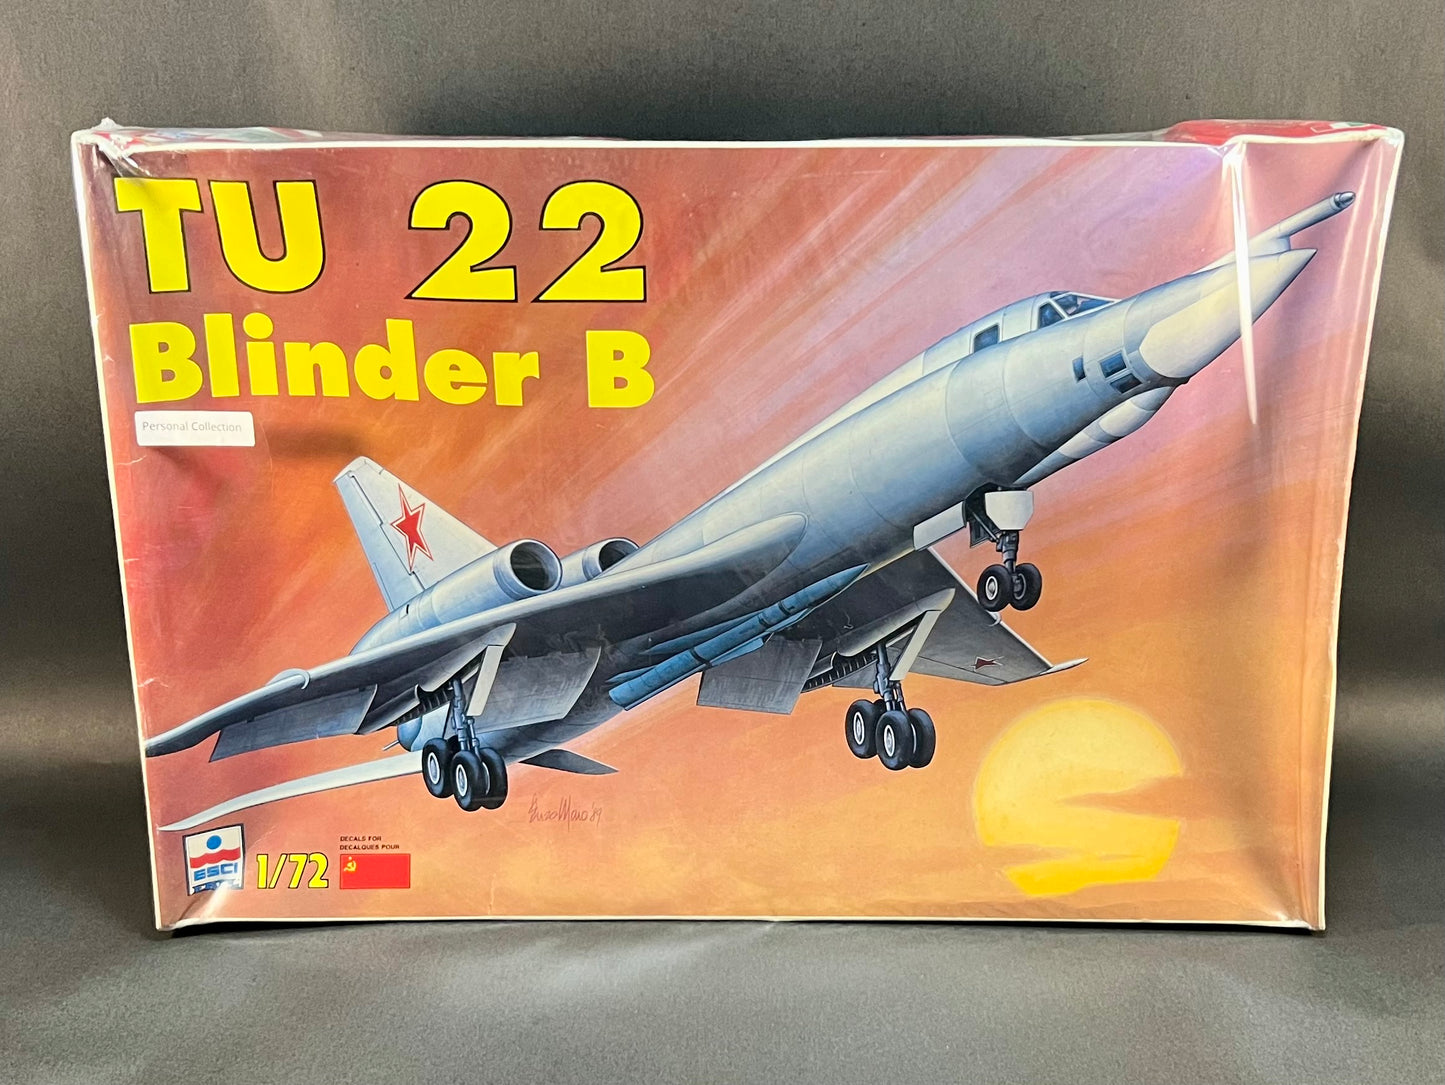 TU 22
Blinder B
Personal Collection
DECALS FOR
DECALQUES POUR
ESCI
1/72